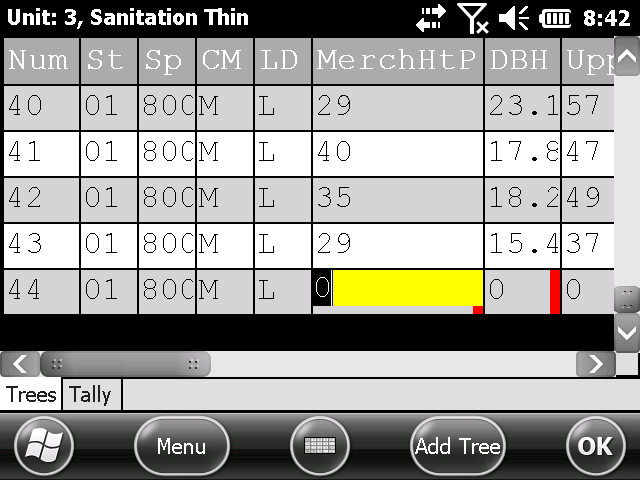 Unit: 3, Sanitation Thin 8:42
Num St Sp CM LD MerchHtP DBH Upp
40 01 800 M L 29 23.1 57
41 01 800 M L 40 17.8 47
42 01 800 M L 35 18.2 49
43 01 800 M L 29 15.4 37
44 01 800 M L 0 0 0
Trees Tally
Menu Add Tree OK